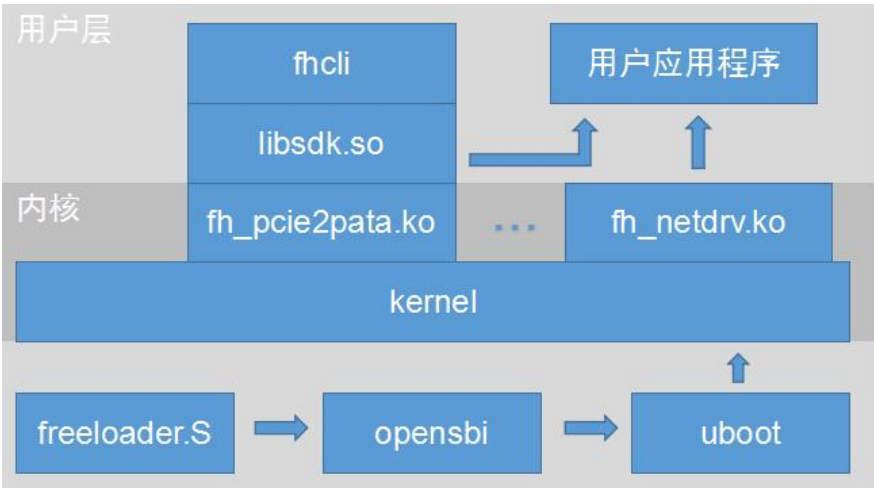 用户层
fhcli
用户应用程序
libsdk.so
内核
fh_pcie2pata.ko
...
fh_netdrv.ko
kernel
freeloader.S
opensbi
uboot